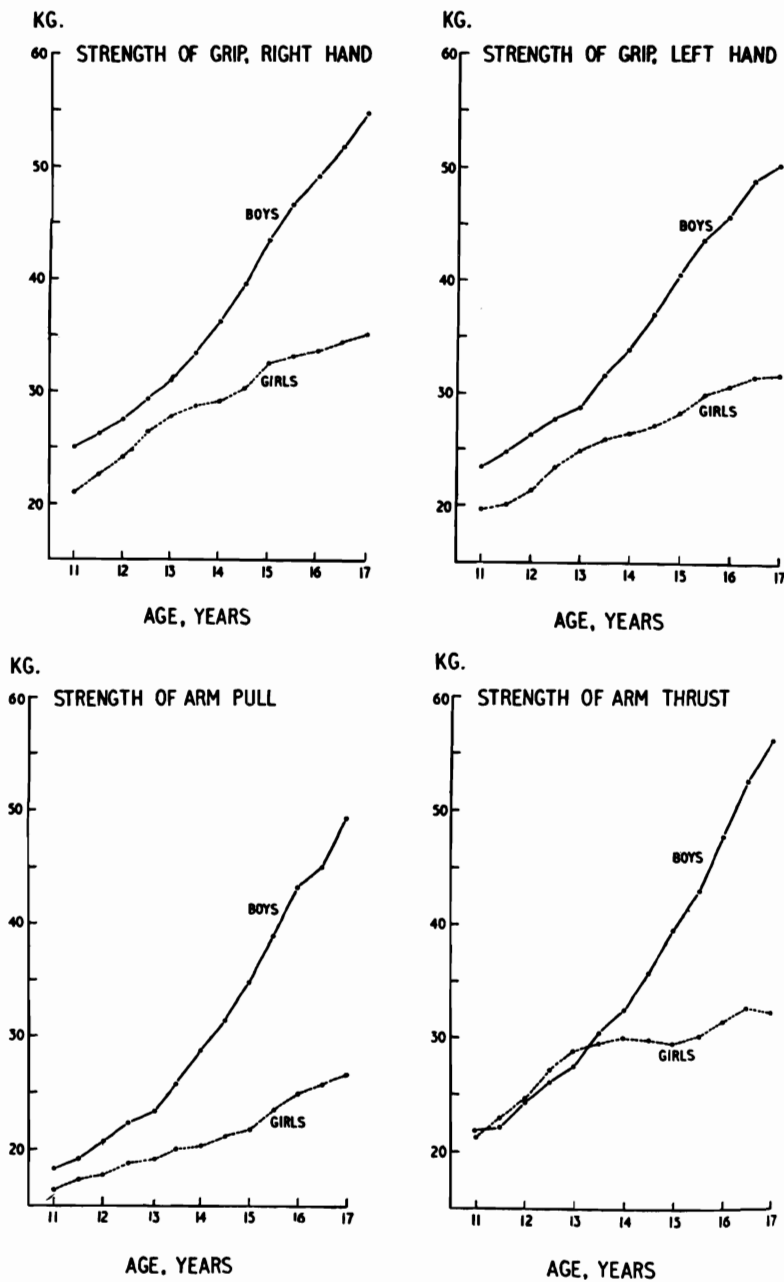 KG.
60
STRENGTH OF GRIP, RIGHT HAND
50
BOYS
40
30
GIRLS
20
11 12 13 14 15 16 17
AGE, YEARS
KG.
60
STRENGTH OF GRIP, LEFT HAND
50
BOYS
40
30
GIRLS
20
11 12 13 14 15 16 17
AGE, YEARS
KG.
60
STRENGTH OF ARM PULL
50
BOYS
40
30
GIRLS
20
11 12 13 14 15 16 17
AGE, YEARS
KG.
60
STRENGTH OF ARM THRUST
50
BOYS
40
30
GIRLS
20
11 12 13 14 15 16 17
AGE, YEARS